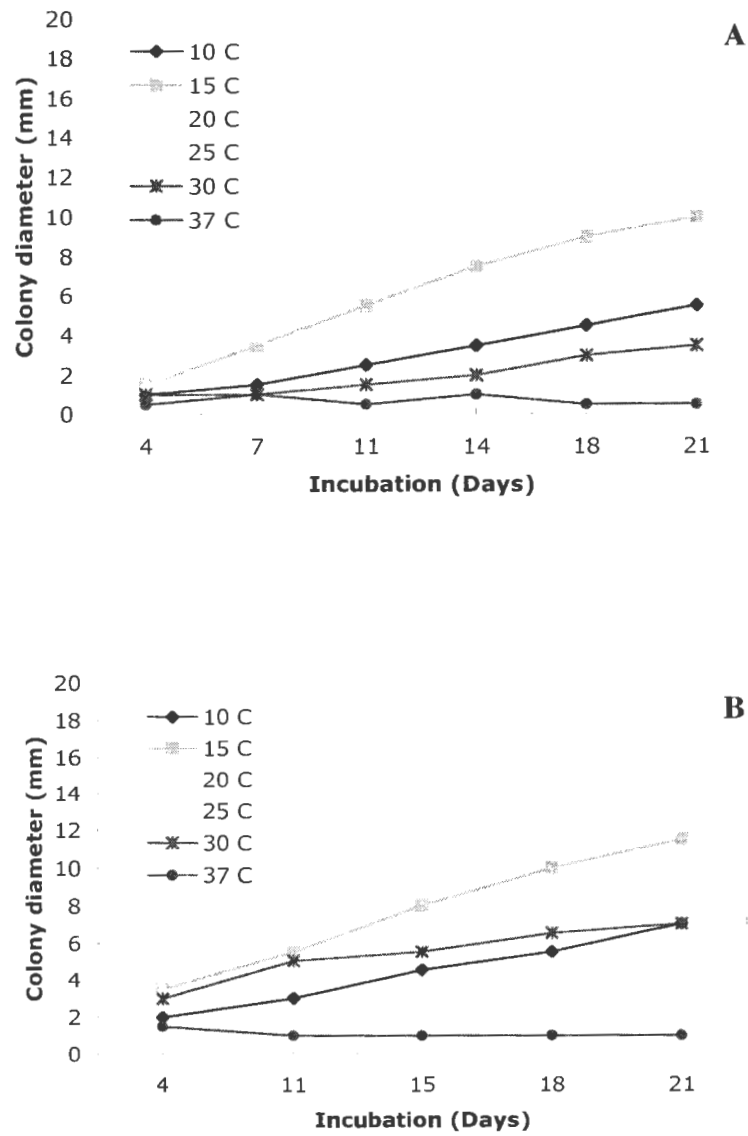 A
20
18
16
14
12
10
8
6
4
2
0
Colony diameter (mm)
10 C
15 C
20 C
25 C
30 C
37 C
4 7 11 14 18 21
Incubation (Days)
B
20
18
16
14
12
10
8
6
4
2
0
Colony diameter (mm)
10 C
15 C
20 C
25 C
30 C
37 C
4 11 15 18 21
Incubation (Days)